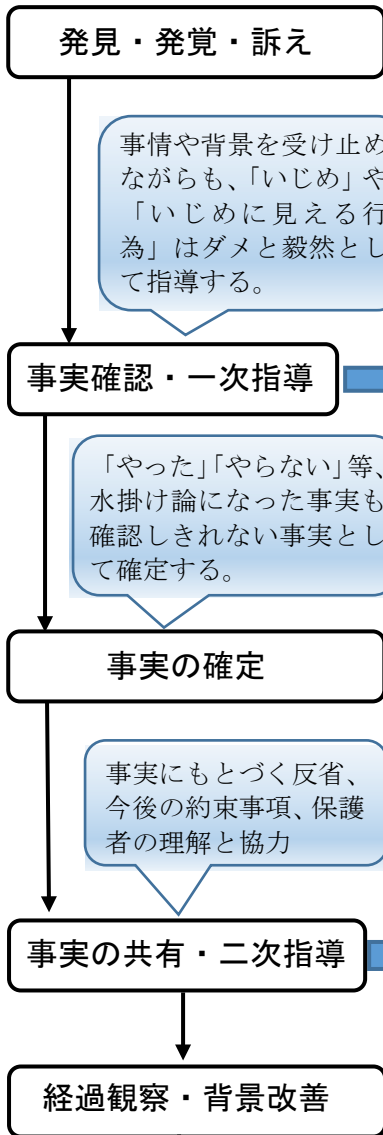 発見・発覚・訴え
事情や背景を受け止め
ながらも、「いじめ」や
「いじめに見える行
為」はダメと毅然とし
て指導する。
事実確認・一次指導
「やった」「やらない」等、
水掛け論になった事実も
確認しきれない事実とし
て確定する。
事実の確定
事実にもとづく反省、
今後の約束事項、保護
者の理解と協力
事実の共有・二次指導
経過観察・背景改善